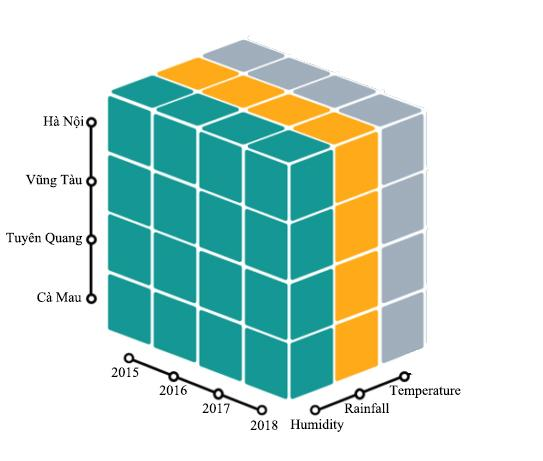 Hà Nội
Vũng Tàu
Tuyên Quang
Cà Mau
2015
2016
2017
2018
Humidity
Rainfall
Temperature